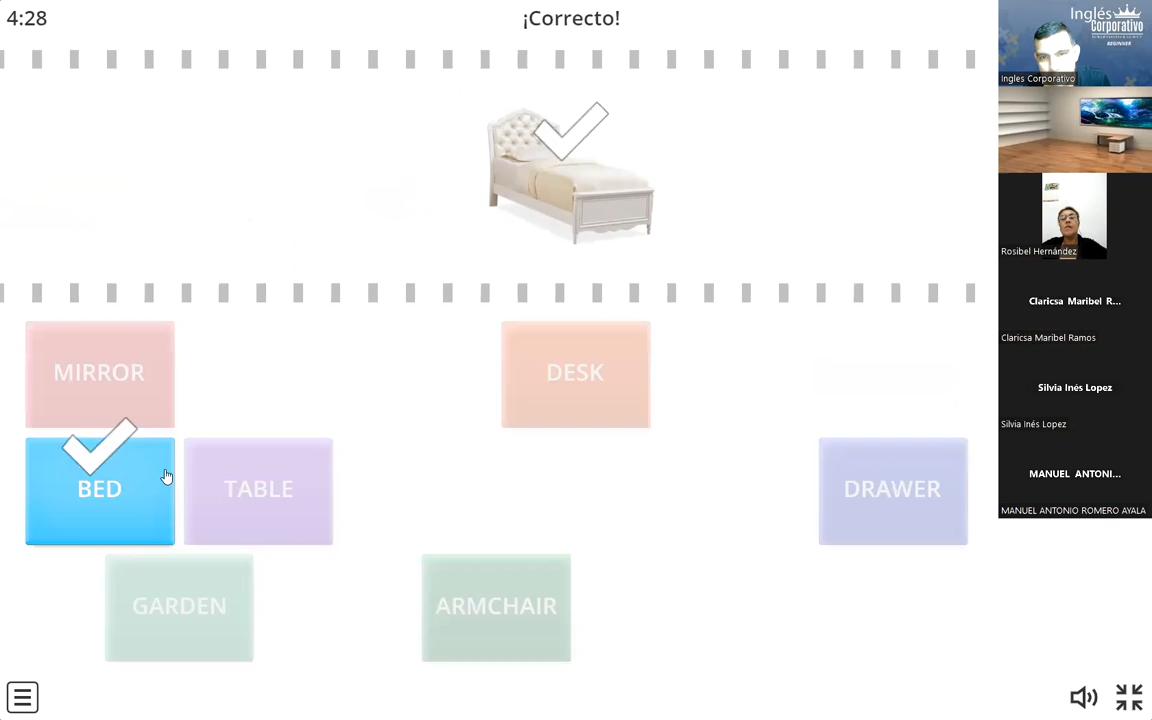 4:28
¡Correcto!
MIRROR
DESK
BED
TABLE
DRAWER
GARDEN
ARMCHAIR
Inglés
Corporativo
BEGINNER
Ingles Corporativo
Rosibel Hernández
Claricsa Maribel R...
Claricsa Maribel Ramos
Silvia Inés Lopez
Silvia Inés Lopez
MANUEL ANTONI...
MANUEL ANTONIO ROMERO AYALA